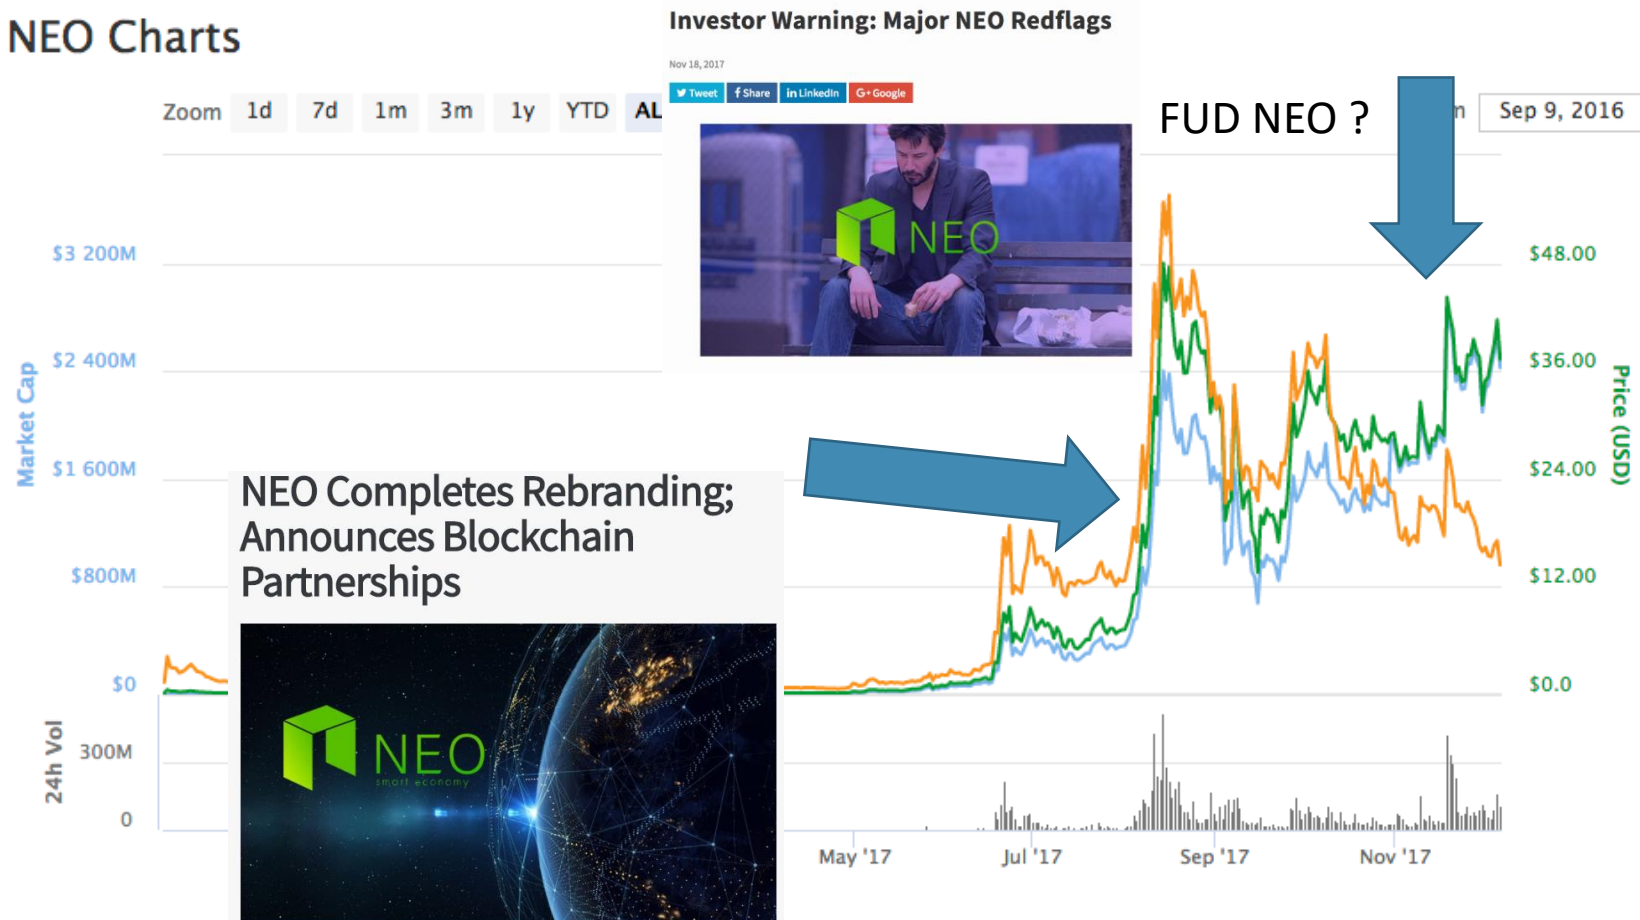 NEO Charts
Investor Warning: Major NEO Redflags
Nov 18, 2017
Tweet Share LinkedIn G+ Google
Zoom 1d 7d 1m 3m 1y YTD
FUD NEO ?
Sep 9, 2016
NEO
$3 200M
$2 400M
$1 600M
$800M
$0
Market Cap
$48.00
$36.00
$24.00
$12.00
$0.0
Price (USD)
NEO Completes Rebranding;
Announces Blockchain
Partnerships
NEO
smart economy
24h Vol
300M
0
May '17 Jul '17 Sep '17 Nov '17